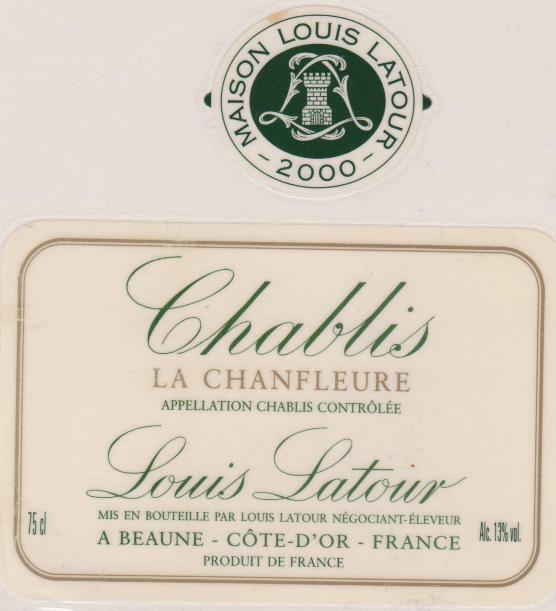 MAISON LOUIS LATOUR
- 2000 -
Chablis
LA CHANFLEURE
APPELLATION CHABLIS CONTRÔLÉE
Louis Latour
75 cl
MIS EN BOUTEILLE PAR LOUIS LATOUR NÉGOCIANT-ÉLEVEUR
Alc. 13% vol.
A BEAUNE - CÔTE-D'OR - FRANCE
PRODUIT DE FRANCE